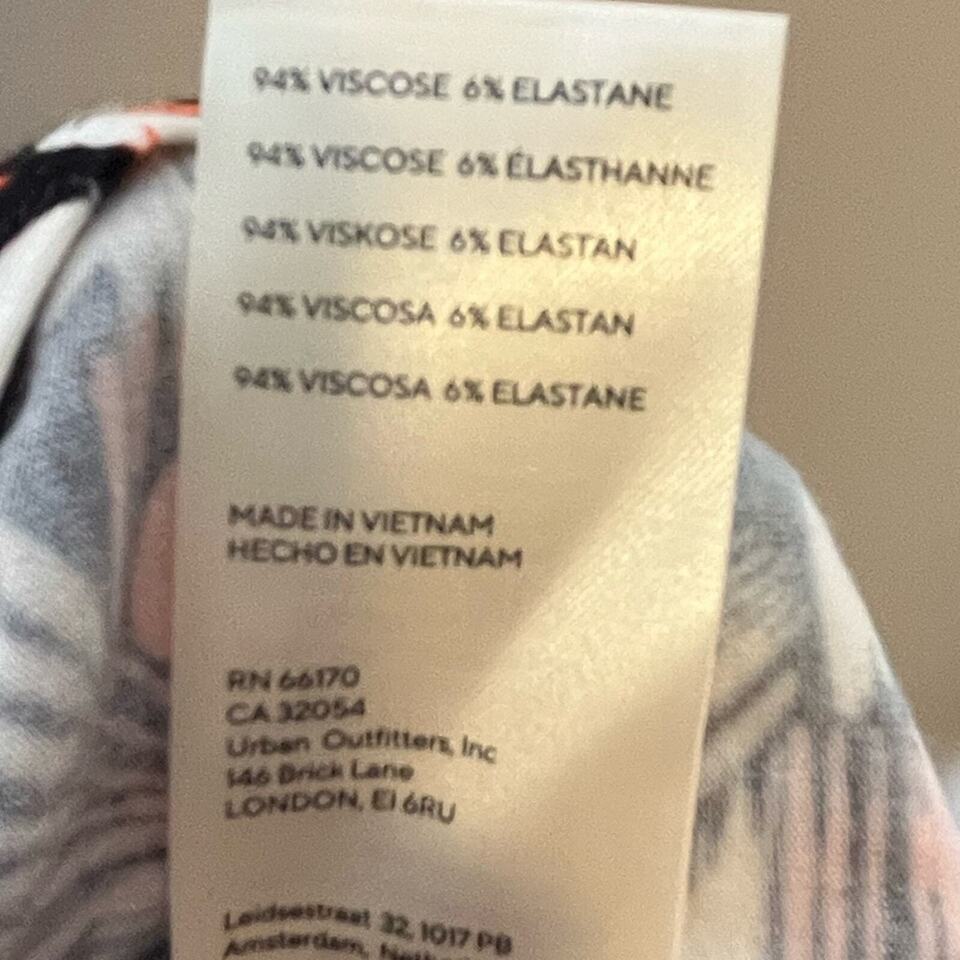 94% VISCOSE 6% ELASTANE
94% VISCOSE 6% ÉLASTHANNE
94% VISKOSE 6% ELASTAN
94% VISCOSA 6% ELASTAN
94% VISCOSA 6% ELASTANE
MADE IN VIETNAM
HECHO EN VIETNAM
RN 66170
CA 32054
Urban Outfitters, Inc
146 Brick Lane
LONDON, E1 6RU
Leidsestraat 32, 1017 PB
Amsterdam,